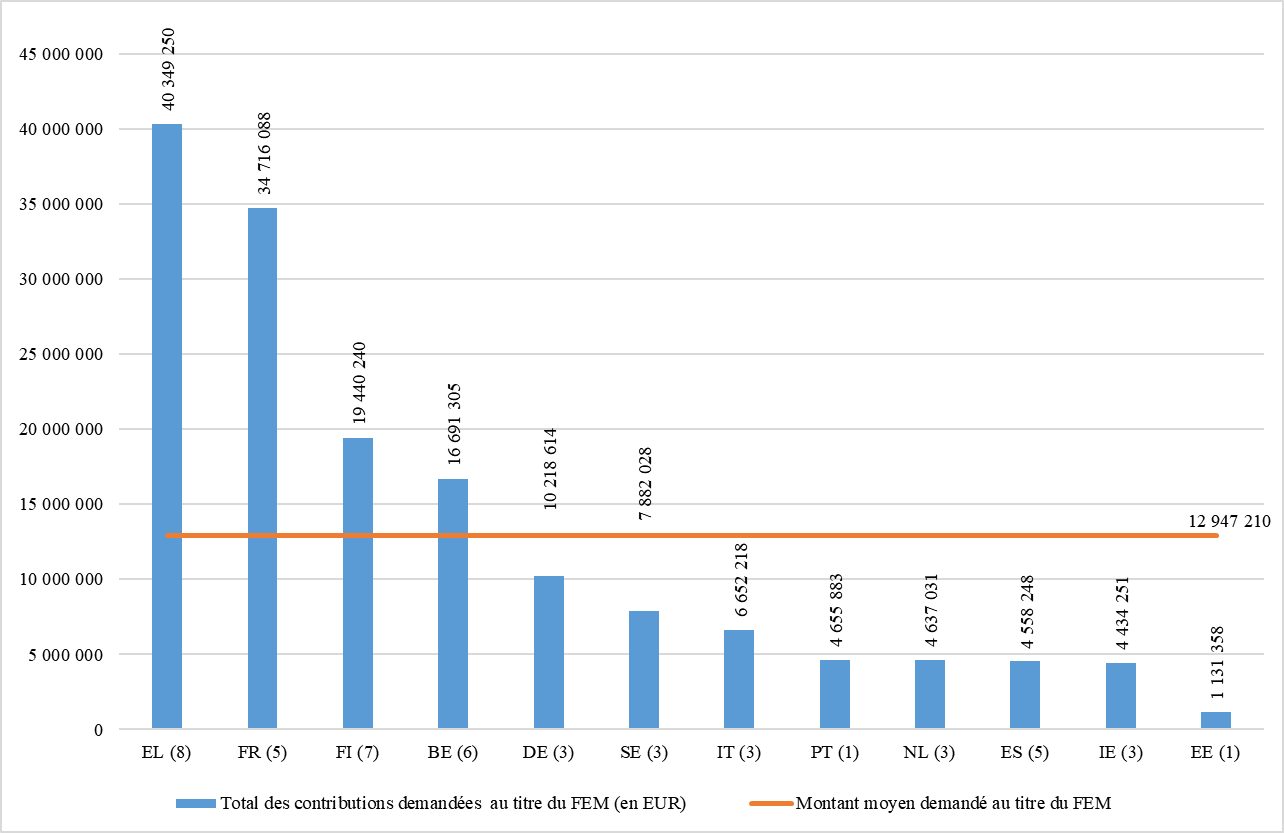 45 000 000
40 000 000
35 000 000
30 000 000
25 000 000
20 000 000
15 000 000
10 000 000
5 000 000
0
40 349 250
34 716 088
19 440 240
16 691 305
10 218 614
7 882 028
6 652 218
4 655 883
4 637 031
4 558 248
4 434 251
1 131 358
12 947 210
EL (8) FR (5) FI (7) BE (6) DE (3) SE (3) IT (3) PT (1) NL (3) ES (5) IE (3) EE (1)
Total des contributions demandées au titre du FEM (en EUR) Montant moyen demandé au titre du FEM